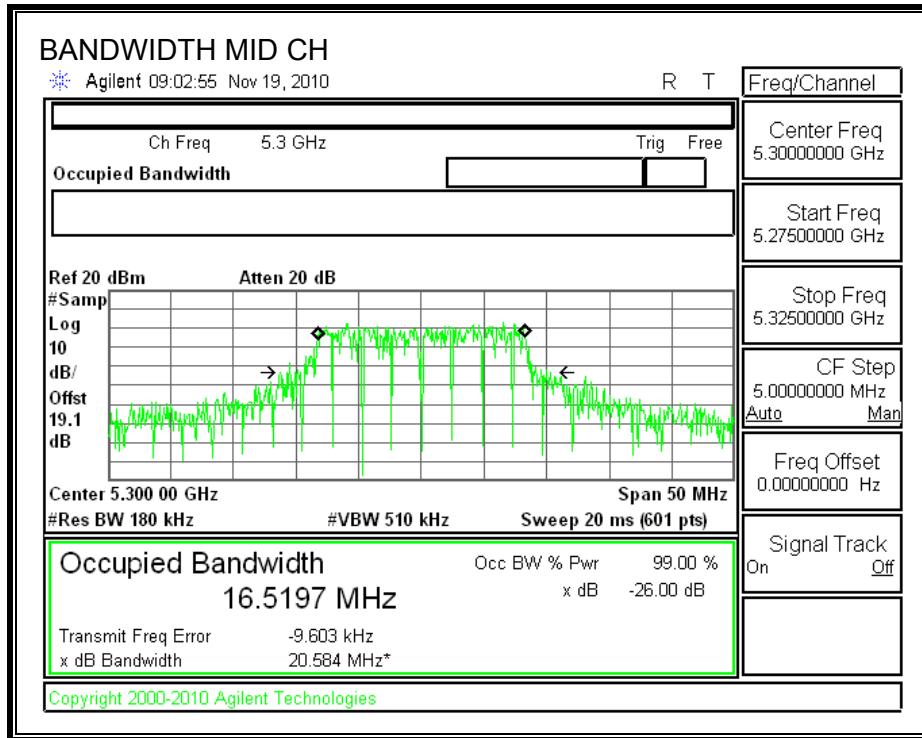 BANDWIDTH MID CH
Agilent 09:02:55 Nov 19, 2010 R T
Freq/Channel
Ch Freq 5.3 GHz Trig Free
Occupied Bandwidth
Center Freq
5.30000000 GHz
Start Freq
5.27500000 GHz
Stop Freq
5.32500000 GHz
CF Step
5.00000000 MHz
Auto Man
Freq Offset
0.00000000 Hz
Signal Track
On Off
Ref 20 dBm Atten 20 dB
#Samp
Log
10
dB/
Offst
19.1
dB
Center 5.300 00 GHz Span 50 MHz
#Res BW 180 kHz #VBW 510 kHz Sweep 20 ms (601 pts)
Occupied Bandwidth Occ BW % Pwr 99.00 %
16.5197 MHz x dB -26.00 dB
Transmit Freq Error -9.603 kHz
x dB Bandwidth 20.584 MHz*
Copyright 2000-2010 Agilent Technologies